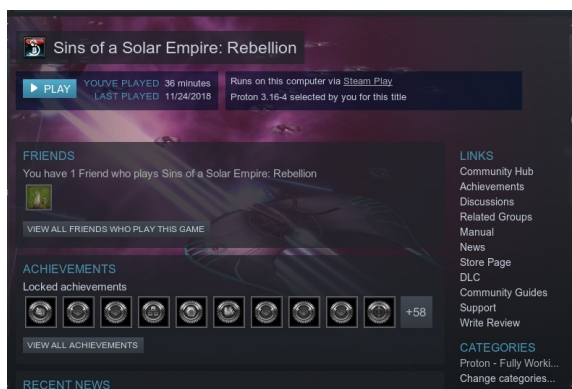 Sins of a Solar Empire: Rebellion
PLAY
YOU'VE PLAYED 36 minutes
LAST PLAYED 11/24/2018
Runs on this computer via Steam Play
Proton 3.16-4 selected by you for this title
FRIENDS
You have 1 Friend who plays Sins of a Solar Empire: Rebellion
VIEW ALL FRIENDS WHO PLAY THIS GAME
ACHIEVEMENTS
Locked achievements
+58
VIEW ALL ACHIEVEMENTS
RECENT NEWS
LINKS
Community Hub
Achievements
Discussions
Related Groups
Manual
News
Store Page
DLC
Community Guides
Support
Write Review
CATEGORIES
Proton - Fully Worki...
Change categories...